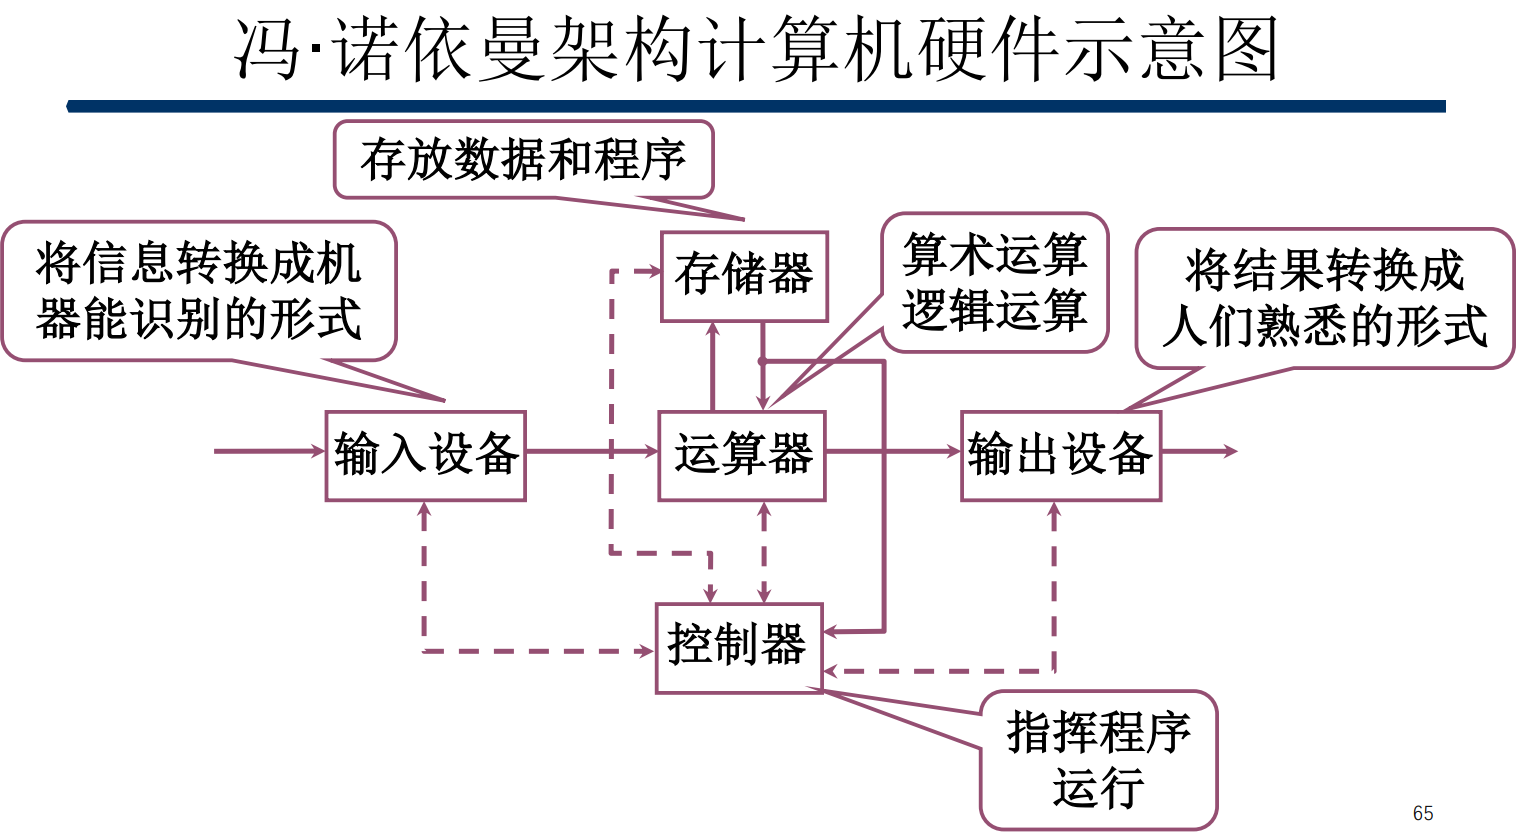 冯·诺依曼架构计算机硬件示意图
存放数据和程序
将信息转换成机
器能识别的形式
存储器
算术运算
逻辑运算
将结果转换成
人们熟悉的形式
输入设备
运算器
输出设备
控制器
指挥程序
运行
65